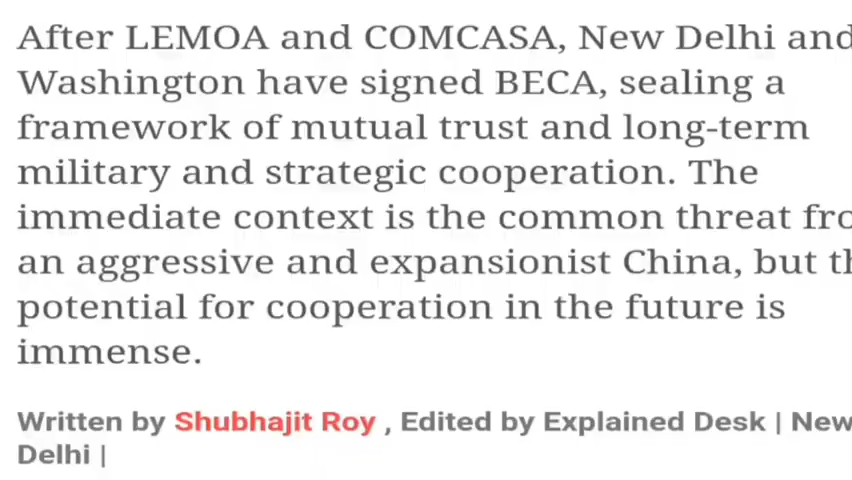 After LEMOA and COMCASA, New Delhi and
Washington have signed BECA, sealing a
framework of mutual trust and long-term
military and strategic cooperation. The
immediate context is the common threat fro
an aggressive and expansionist China, but th
potential for cooperation in the future is
immense.
Written by Shubhajit Roy , Edited by Explained Desk | New
Delhi |